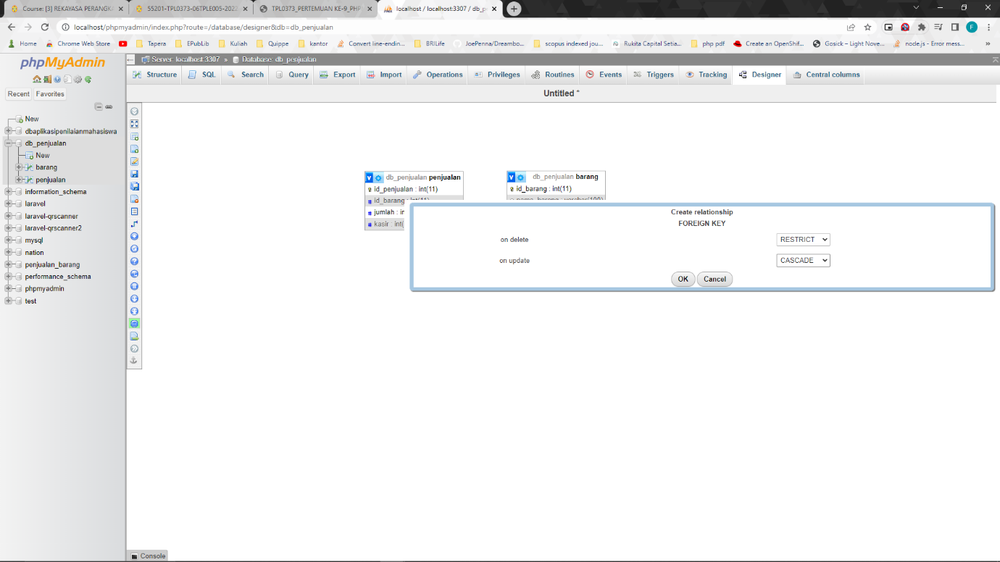 Course: [3] REKAYASA PERANGKA
55201-TPL0373-06TPLE005-2022
TPL0373_PERTEMUAN KE-9_PHP
localhost / localhost:3307 / db_p
localhost/phpmyadmin/index.php?route=/database/designer&db=db_penjualan
F
Home
Chrome Web Store
Tapera
EPubLib
Kuliah
Quippe
kantor
Convert line-endin...
BRILife
JoePenna/Dreambo...
scopus indexed jou...
Rukita Capital Setia...
php pdf
Create an OpenShif...
Gosick – Light Nove...
node.js - Error mess...
»
phpMyAdmin
Server: localhost:3307 » Database: db_penjualan
Structure
SQL
Search
Query
Export
Import
Operations
Privileges
Routines
Events
Triggers
Tracking
Designer
Central columns
Recent
Favorites
Untitled *
New
dbaplikasipenilaianmahasiswa
db_penjualan
New
barang
penjualan
information_schema
laravel
laravel-qrscanner
laravel-qrscanner2
mysql
nation
penjualan_barang
performance_schema
phpmyadmin
test
v db_penjualan penjualan
id_penjualan : int(11)
# id_barang : int(11)
# jumlah : in
# kasir : int(
v db_penjualan barang
id_barang : int(11)
nama_barang : varchar(100)
Create relationship
FOREIGN KEY
on delete
RESTRICT
on update
CASCADE
OK
Cancel
Console